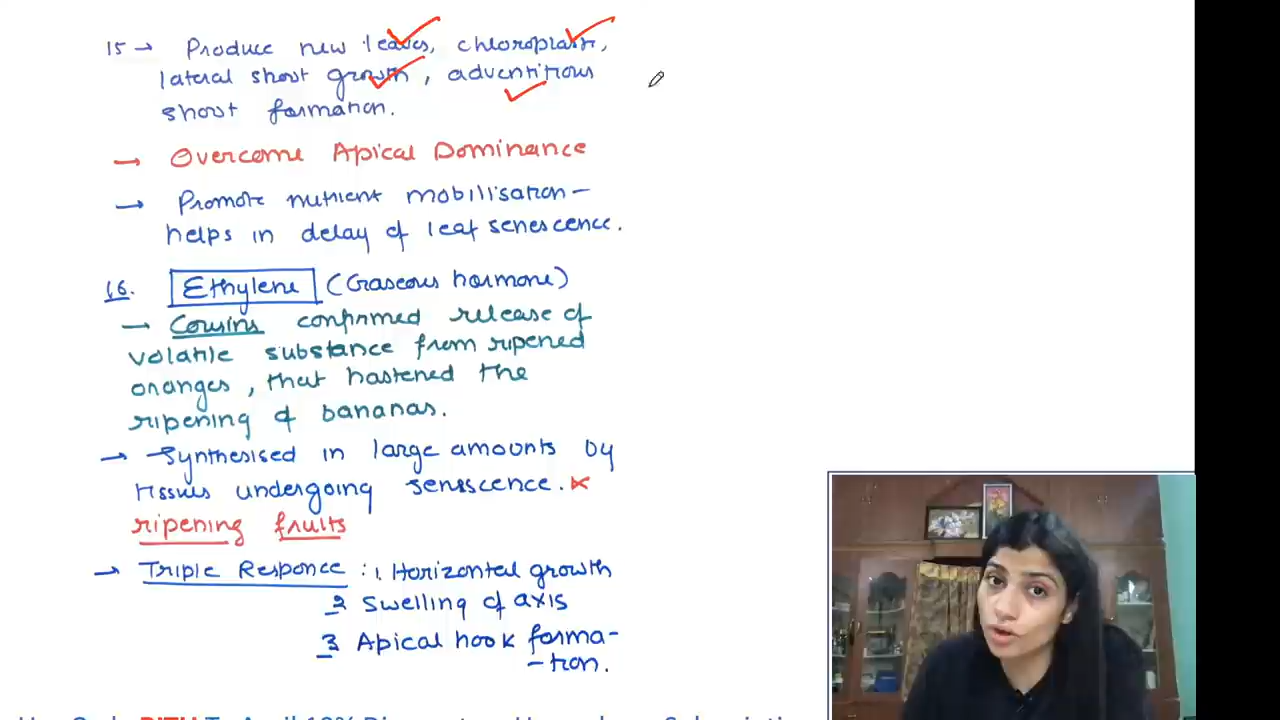 15 → Produce new leaves, chloroplast,
lateral shoot growth, adventitious
shoot formation.
→ Overcome Apical Dominance
→ Promote nutrient mobilisation -
helps in delay of leaf senescence.
16. Ethylene (Gaseous hormone)
→ Cousins confirmed release of
volatile substance from ripened
oranges, that hastened the
ripening of bananas.
→ Synthesised in large amounts by
tissues undergoing senescence. *
ripening fruits
→ Triple Responce : 1. Horizontal growth
2 Swelling of axis
3 Apical hook forma-
-tion.
10% Di